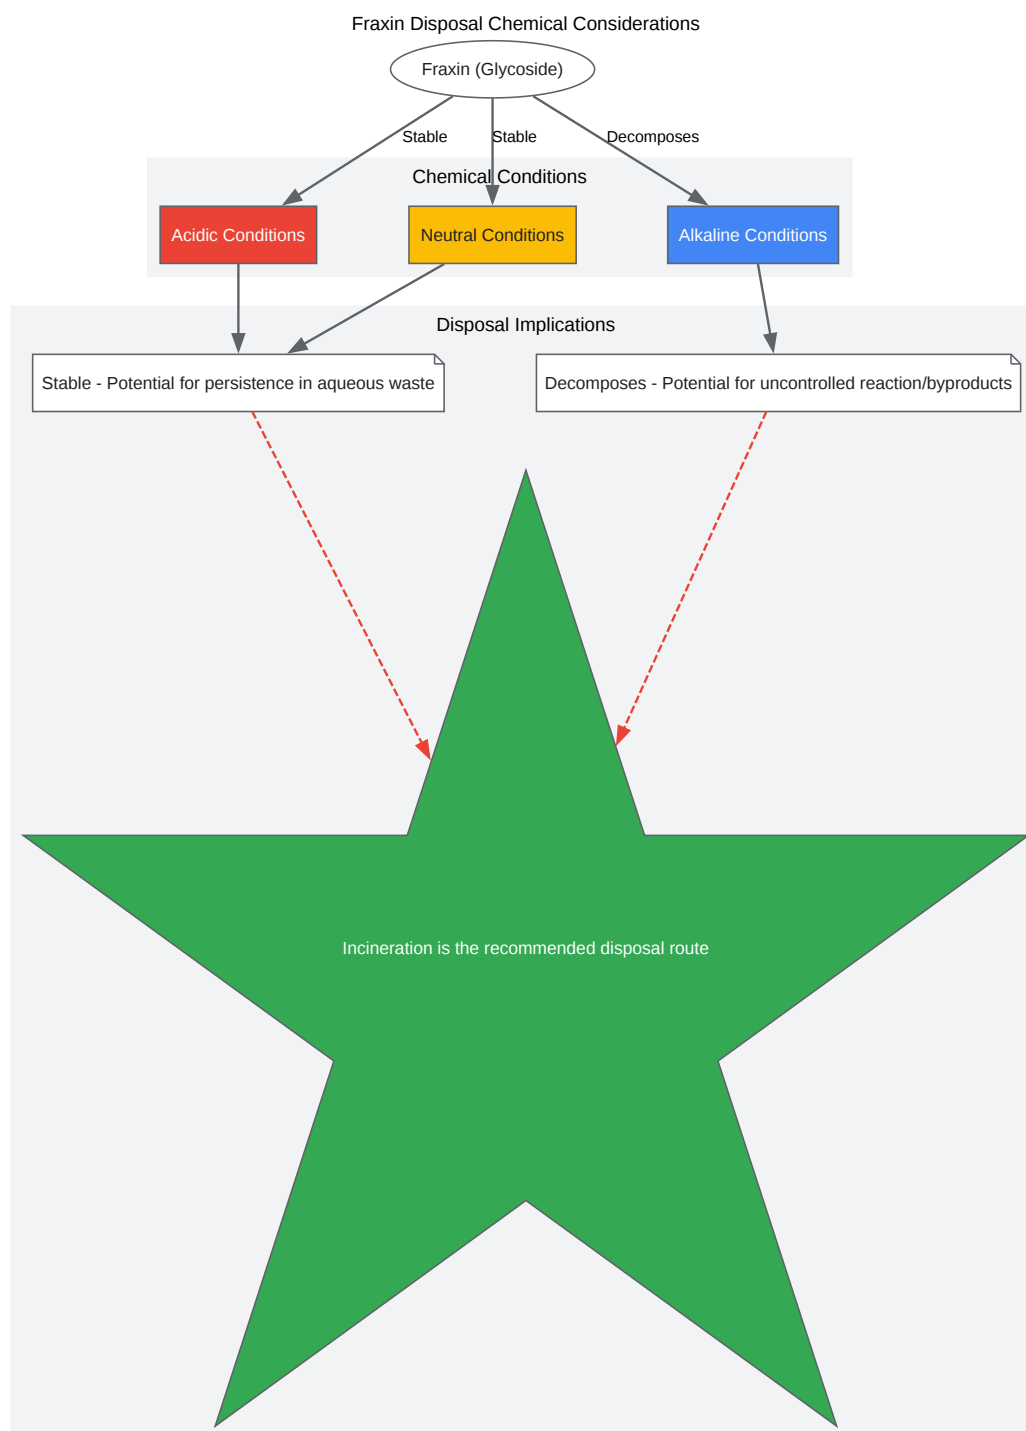 Fraxin Disposal Chemical Considerations
Fraxin (Glycoside)
Stable
Stable
Decomposes
Chemical Conditions
Acidic Conditions
Neutral Conditions
Alkaline Conditions
Disposal Implications
Stable - Potential for persistence in aqueous waste
Decomposes - Potential for uncontrolled reaction/byproducts
Incineration is the recommended disposal route